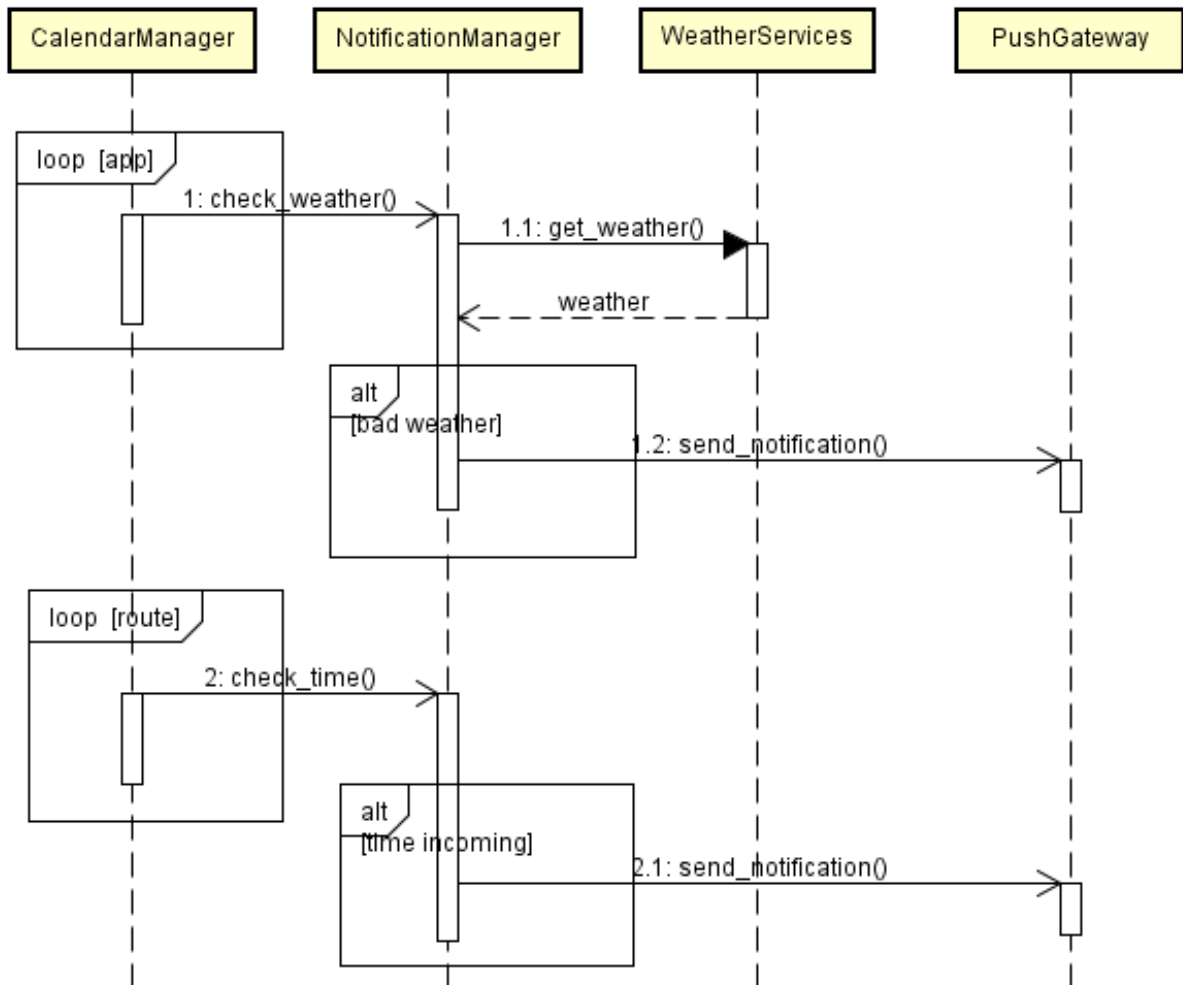 CalendarManager
NotificationManager
WeatherServices
PushGateway
loop [app]
1: check_weather()
1.1: get_weather()
weather
alt
[bad weather]
1.2: send_notification()
loop [route]
2: check_time()
alt
[time incoming]
2.1: send_notification()